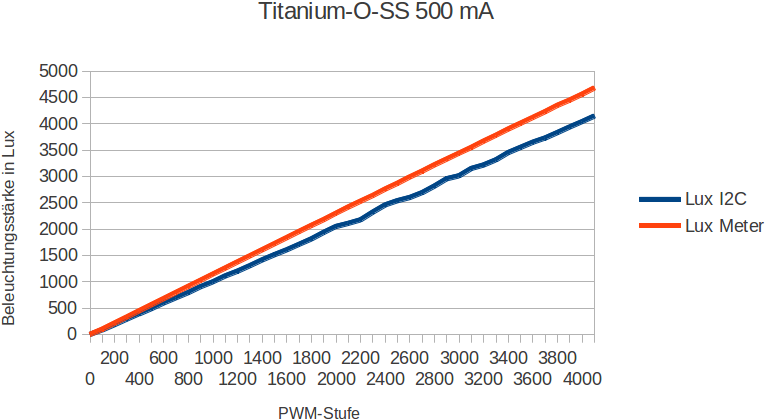 Titanium-O-SS 500 mA
Beleuchtungsstärke in Lux
5000
4500
4000
3500
3000
2500
2000
1500
1000
500
0
200 600 1000 1400 1800 2200 2600 3000 3400 3800
0 400 800 1200 1600 2000 2400 2800 3200 3600 4000
PWM-Stufe
Lux I2C
Lux Meter